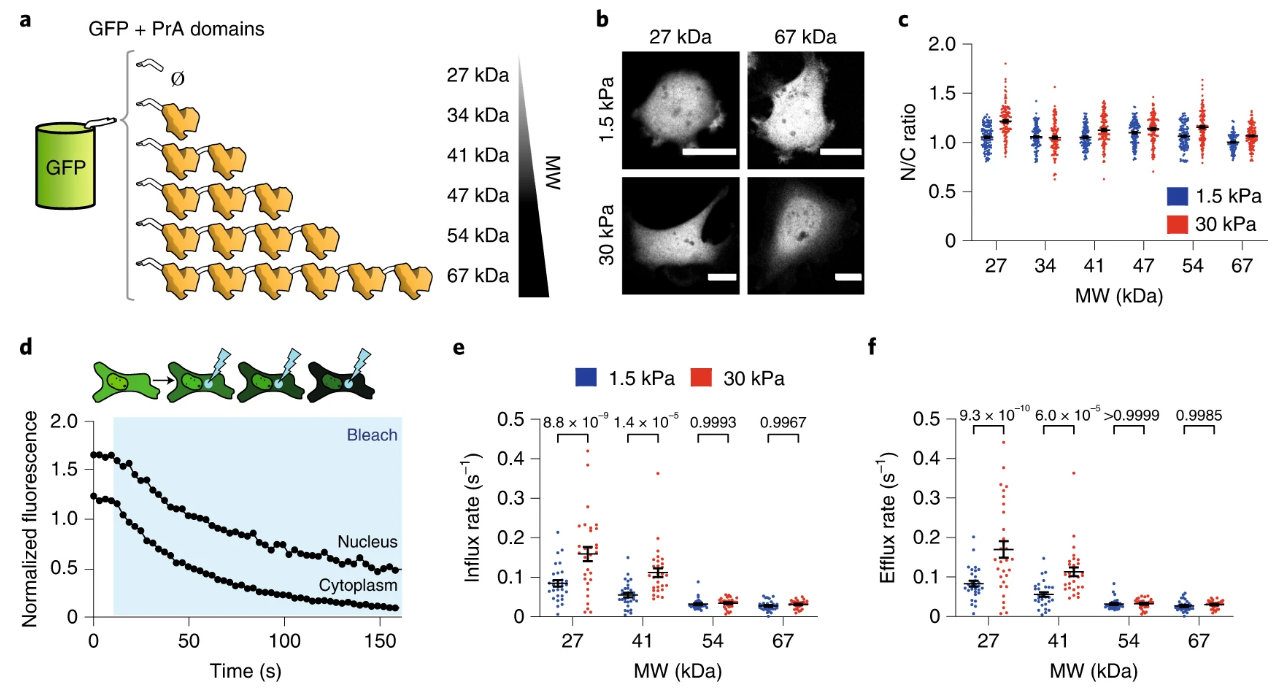 a
GFP + PrA domains
Ø
GFP
27 kDa
34 kDa
41 kDa
47 kDa
54 kDa
67 kDa
MW
b
27 kDa 67 kDa
1.5 kPa
30 kPa
c
N/C ratio
2.0
1.5
1.0
0.5
0
1.5 kPa
30 kPa
27 34 41 47 54 67
MW (kDa)
d
Normalized fluorescence
2.0
1.5
1.0
0.5
0
Bleach
Nucleus
Cytoplasm
0 50 100 150
Time (s)
e
1.5 kPa 30 kPa
Influx rate (s⁻¹)
0.5
0.4
0.3
0.2
0.1
0
8.8 × 10⁻⁹ 1.4 × 10⁻⁵ 0.9993 0.9967
27 41 54 67
MW (kDa)
f
Efflux rate (s⁻¹)
0.5
0.4
0.3
0.2
0.1
0
9.3 × 10⁻¹⁰ 6.0 × 10⁻⁵ >0.9999 0.9985
27 41 54 67
MW (kDa)